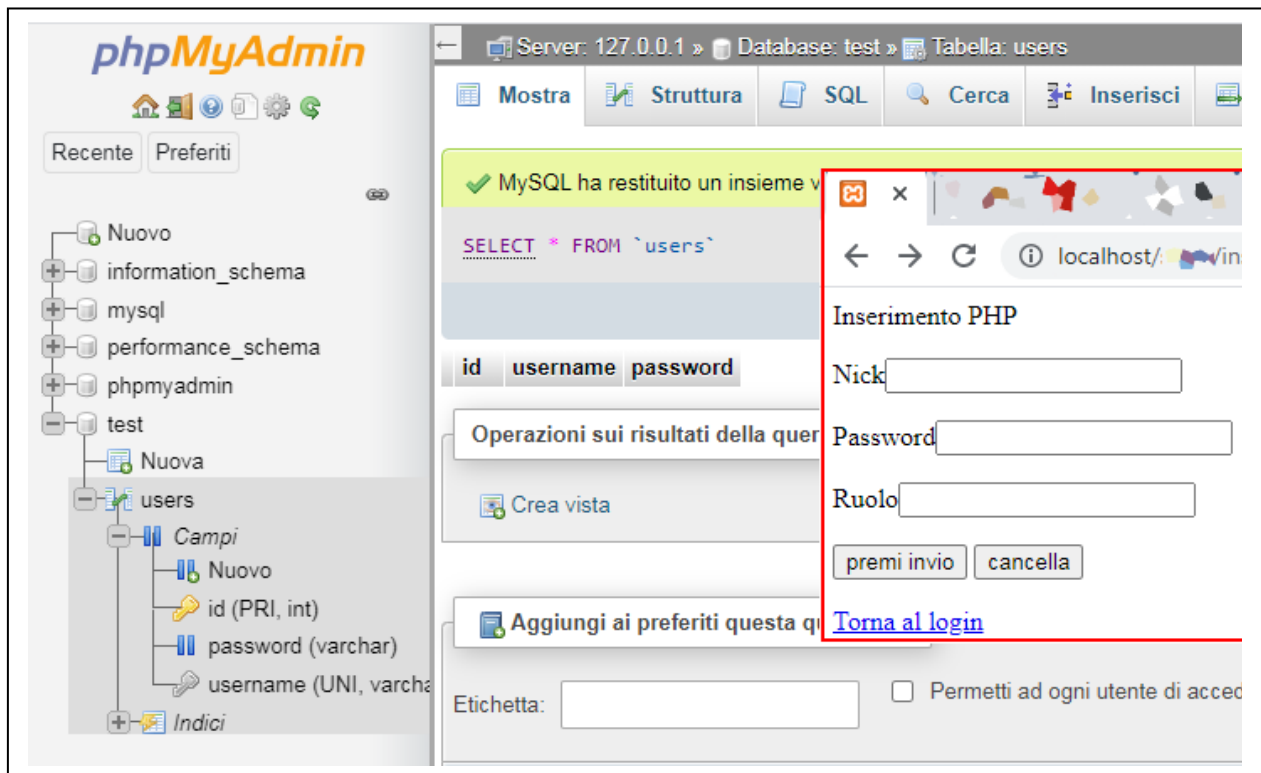 phpMyAdmin
Recente Preferiti
Nuovo
information_schema
mysql
performance_schema
phpmyadmin
test
Nuova
users
Campi
Nuovo
id (PRI, int)
password (varchar)
username (UNI, varcha
Indici
Server: 127.0.0.1 » Database: test » Tabella: users
Mostra Struttura SQL Cerca Inserisci
MySQL ha restituito un insieme v
SELECT * FROM `users`
id username password
Operazioni sui risultati della quer
Crea vista
Aggiungi ai preferiti questa qu
Etichetta:
Permetti ad ogni utente di acced
localhost/
Inserimento PHP
Nick
Password
Ruolo
premi invio cancella
Torna al login